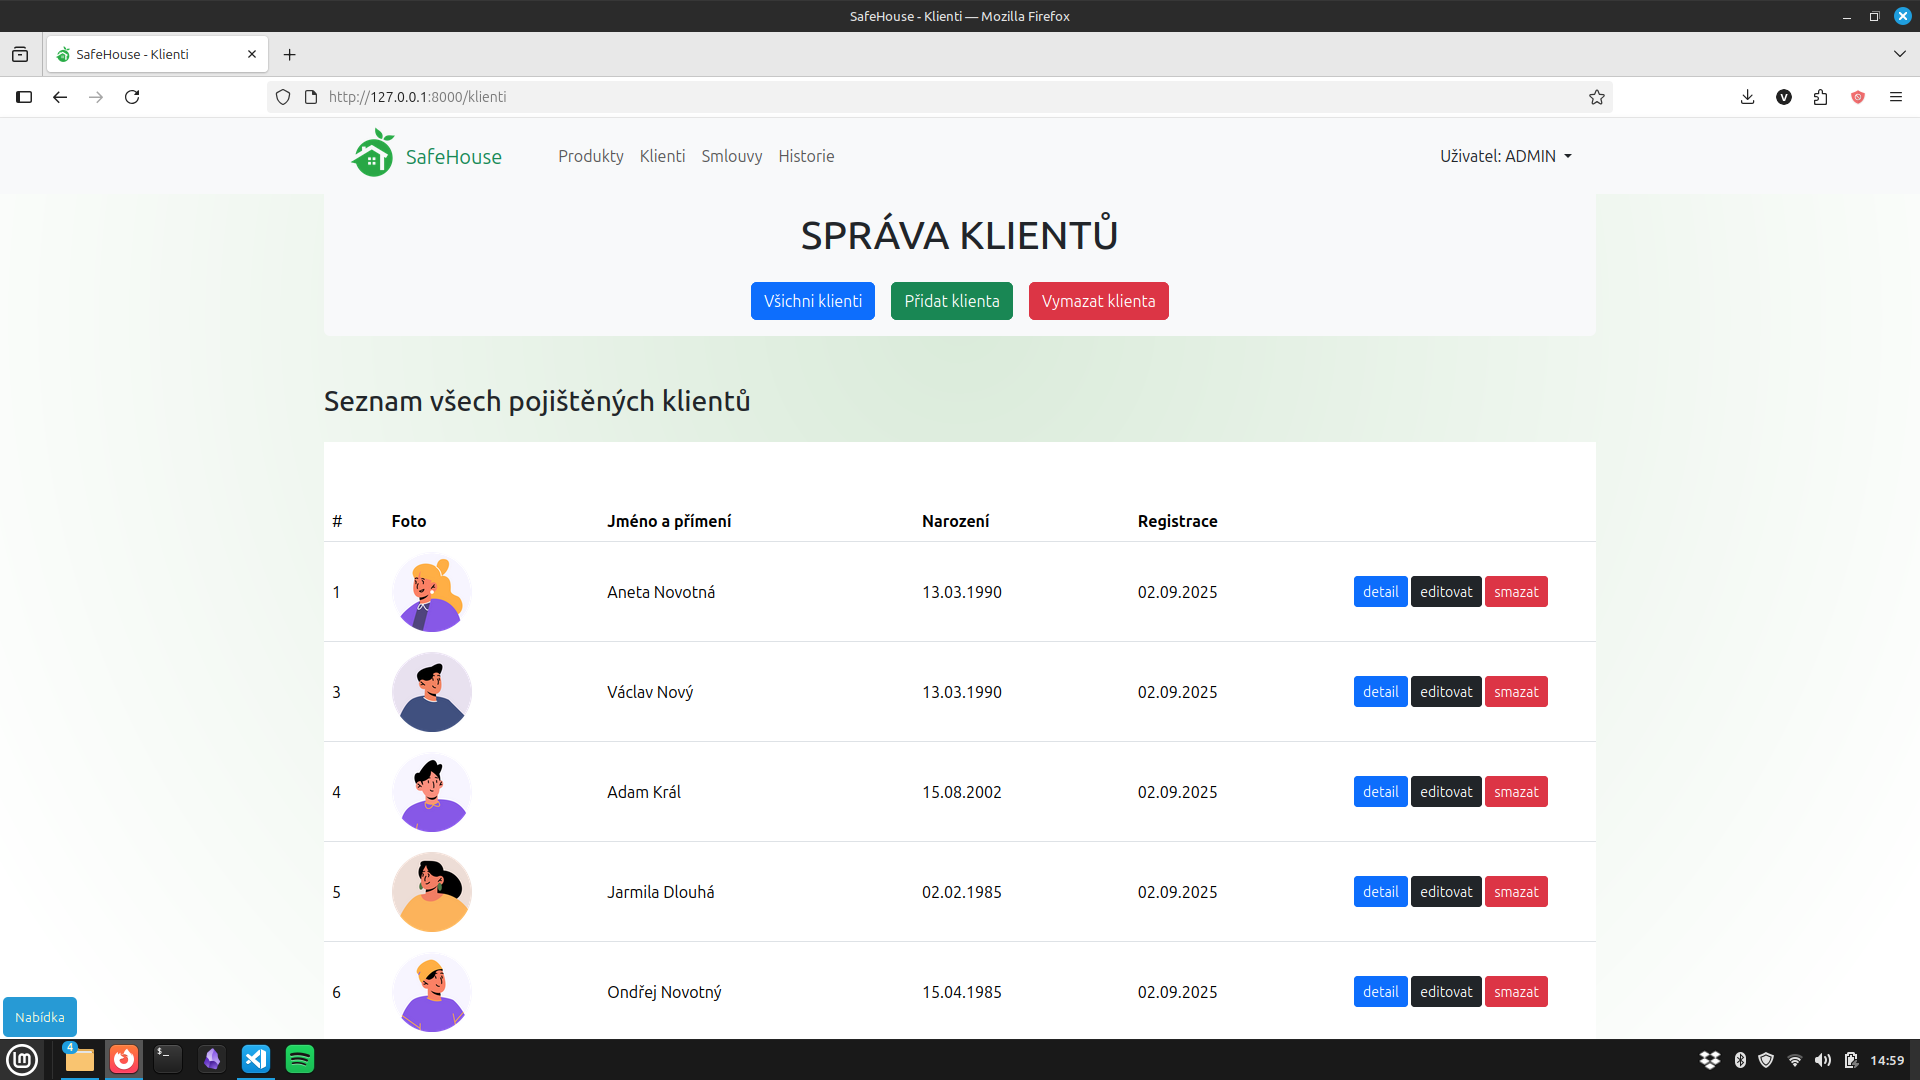 SafeHouse - Klienti — Mozilla Firefox
SafeHouse - Klienti
http://127.0.0.1:8000/klienti
SafeHouse Produkty Klienti Smlouvy Historie Uživatel: ADMIN
SPRÁVA KLIENTŮ
Všichni klienti Přidat klienta Vymazat klienta
Seznam všech pojištěných klientů
# Foto Jméno a přímení Narození Registrace
1 Aneta Novotná 13.03.1990 02.09.2025 detail editovat smazat
3 Václav Nový 13.03.1990 02.09.2025 detail editovat smazat
4 Adam Král 15.08.2002 02.09.2025 detail editovat smazat
5 Jarmila Dlouhá 02.02.1985 02.09.2025 detail editovat smazat
6 Ondřej Novotný 15.04.1985 02.09.2025 detail editovat smazat
Nabídka
4
14:59